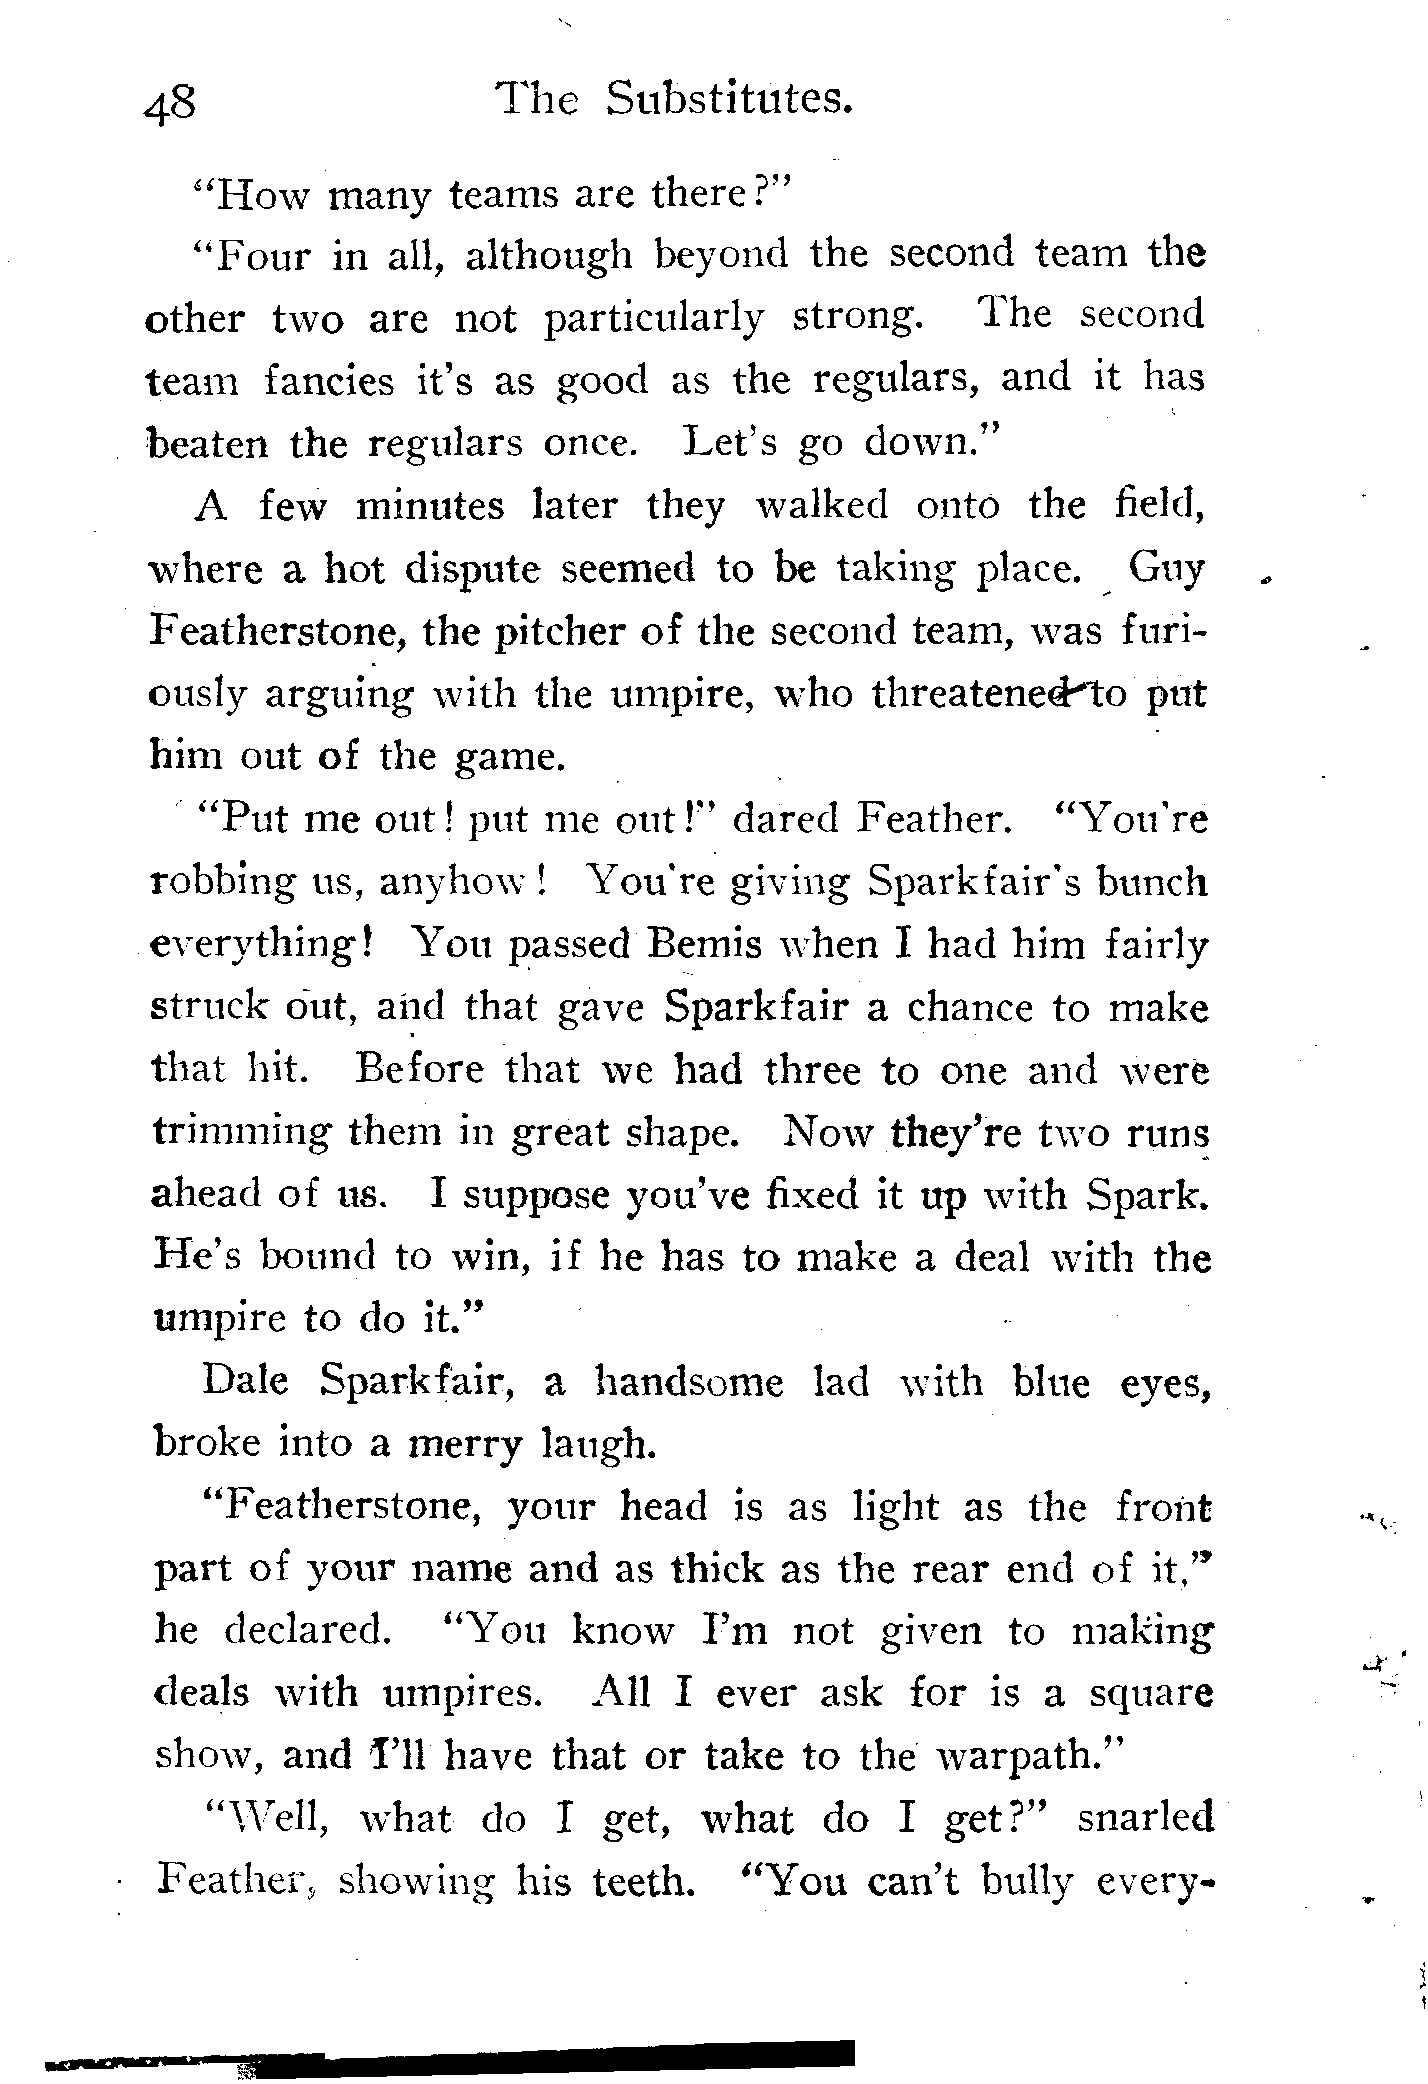 48 The Substitutes.
"How many teams are there?"
"Four in all, although beyond the second team the
other two are not particularly strong. The second
team fancies it's as good as the regulars, and it has
beaten the regulars once. Let's go down."
A few minutes later they walked onto the field,
where a hot dispute seemed to be taking place. Guy
Featherstone, the pitcher of the second team, was furi-
ously arguing with the umpire, who threatened to put
him out of the game.
"Put me out! put me out!" dared Feather. "You're
robbing us, anyhow! You're giving Sparkfair's bunch
everything! You passed Bemis when I had him fairly
struck out, and that gave Sparkfair a chance to make
that hit. Before that we had three to one and were
trimming them in great shape. Now they're two runs
ahead of us. I suppose you've fixed it up with Spark.
He's bound to win, if he has to make a deal with the
umpire to do it."
Dale Sparkfair, a handsome lad with blue eyes,
broke into a merry laugh.
"Featherstone, your head is as light as the front
part of your name and as thick as the rear end of it,"
he declared. "You know I'm not given to making
deals with umpires. All I ever ask for is a square
show, and I'll have that or take to the warpath."
"Well, what do I get, what do I get?" snarled
Feather, showing his teeth. "You can't bully every-